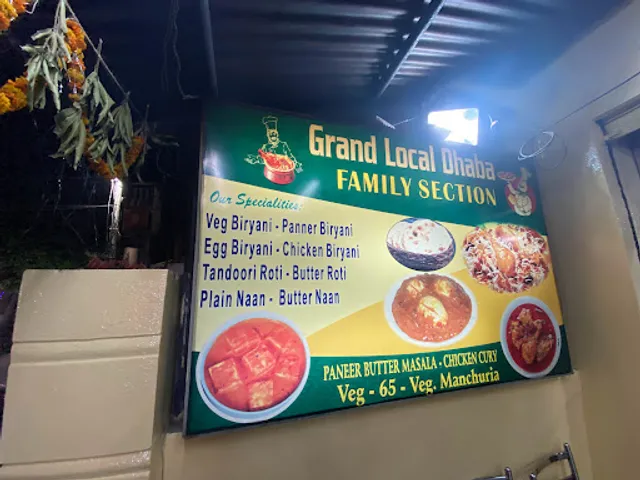 Grand Local Dhaba
FAMILY SECTION
Our Specialities:
Veg Biryani - Panner Biryani
Egg Biryani - Chicken Biryani
Tandoori Roti - Butter Roti
Plain Naan - Butter Naan
PANEER BUTTER MASALA - CHICKEN CURY
Veg - 65 - Veg. Manchuria